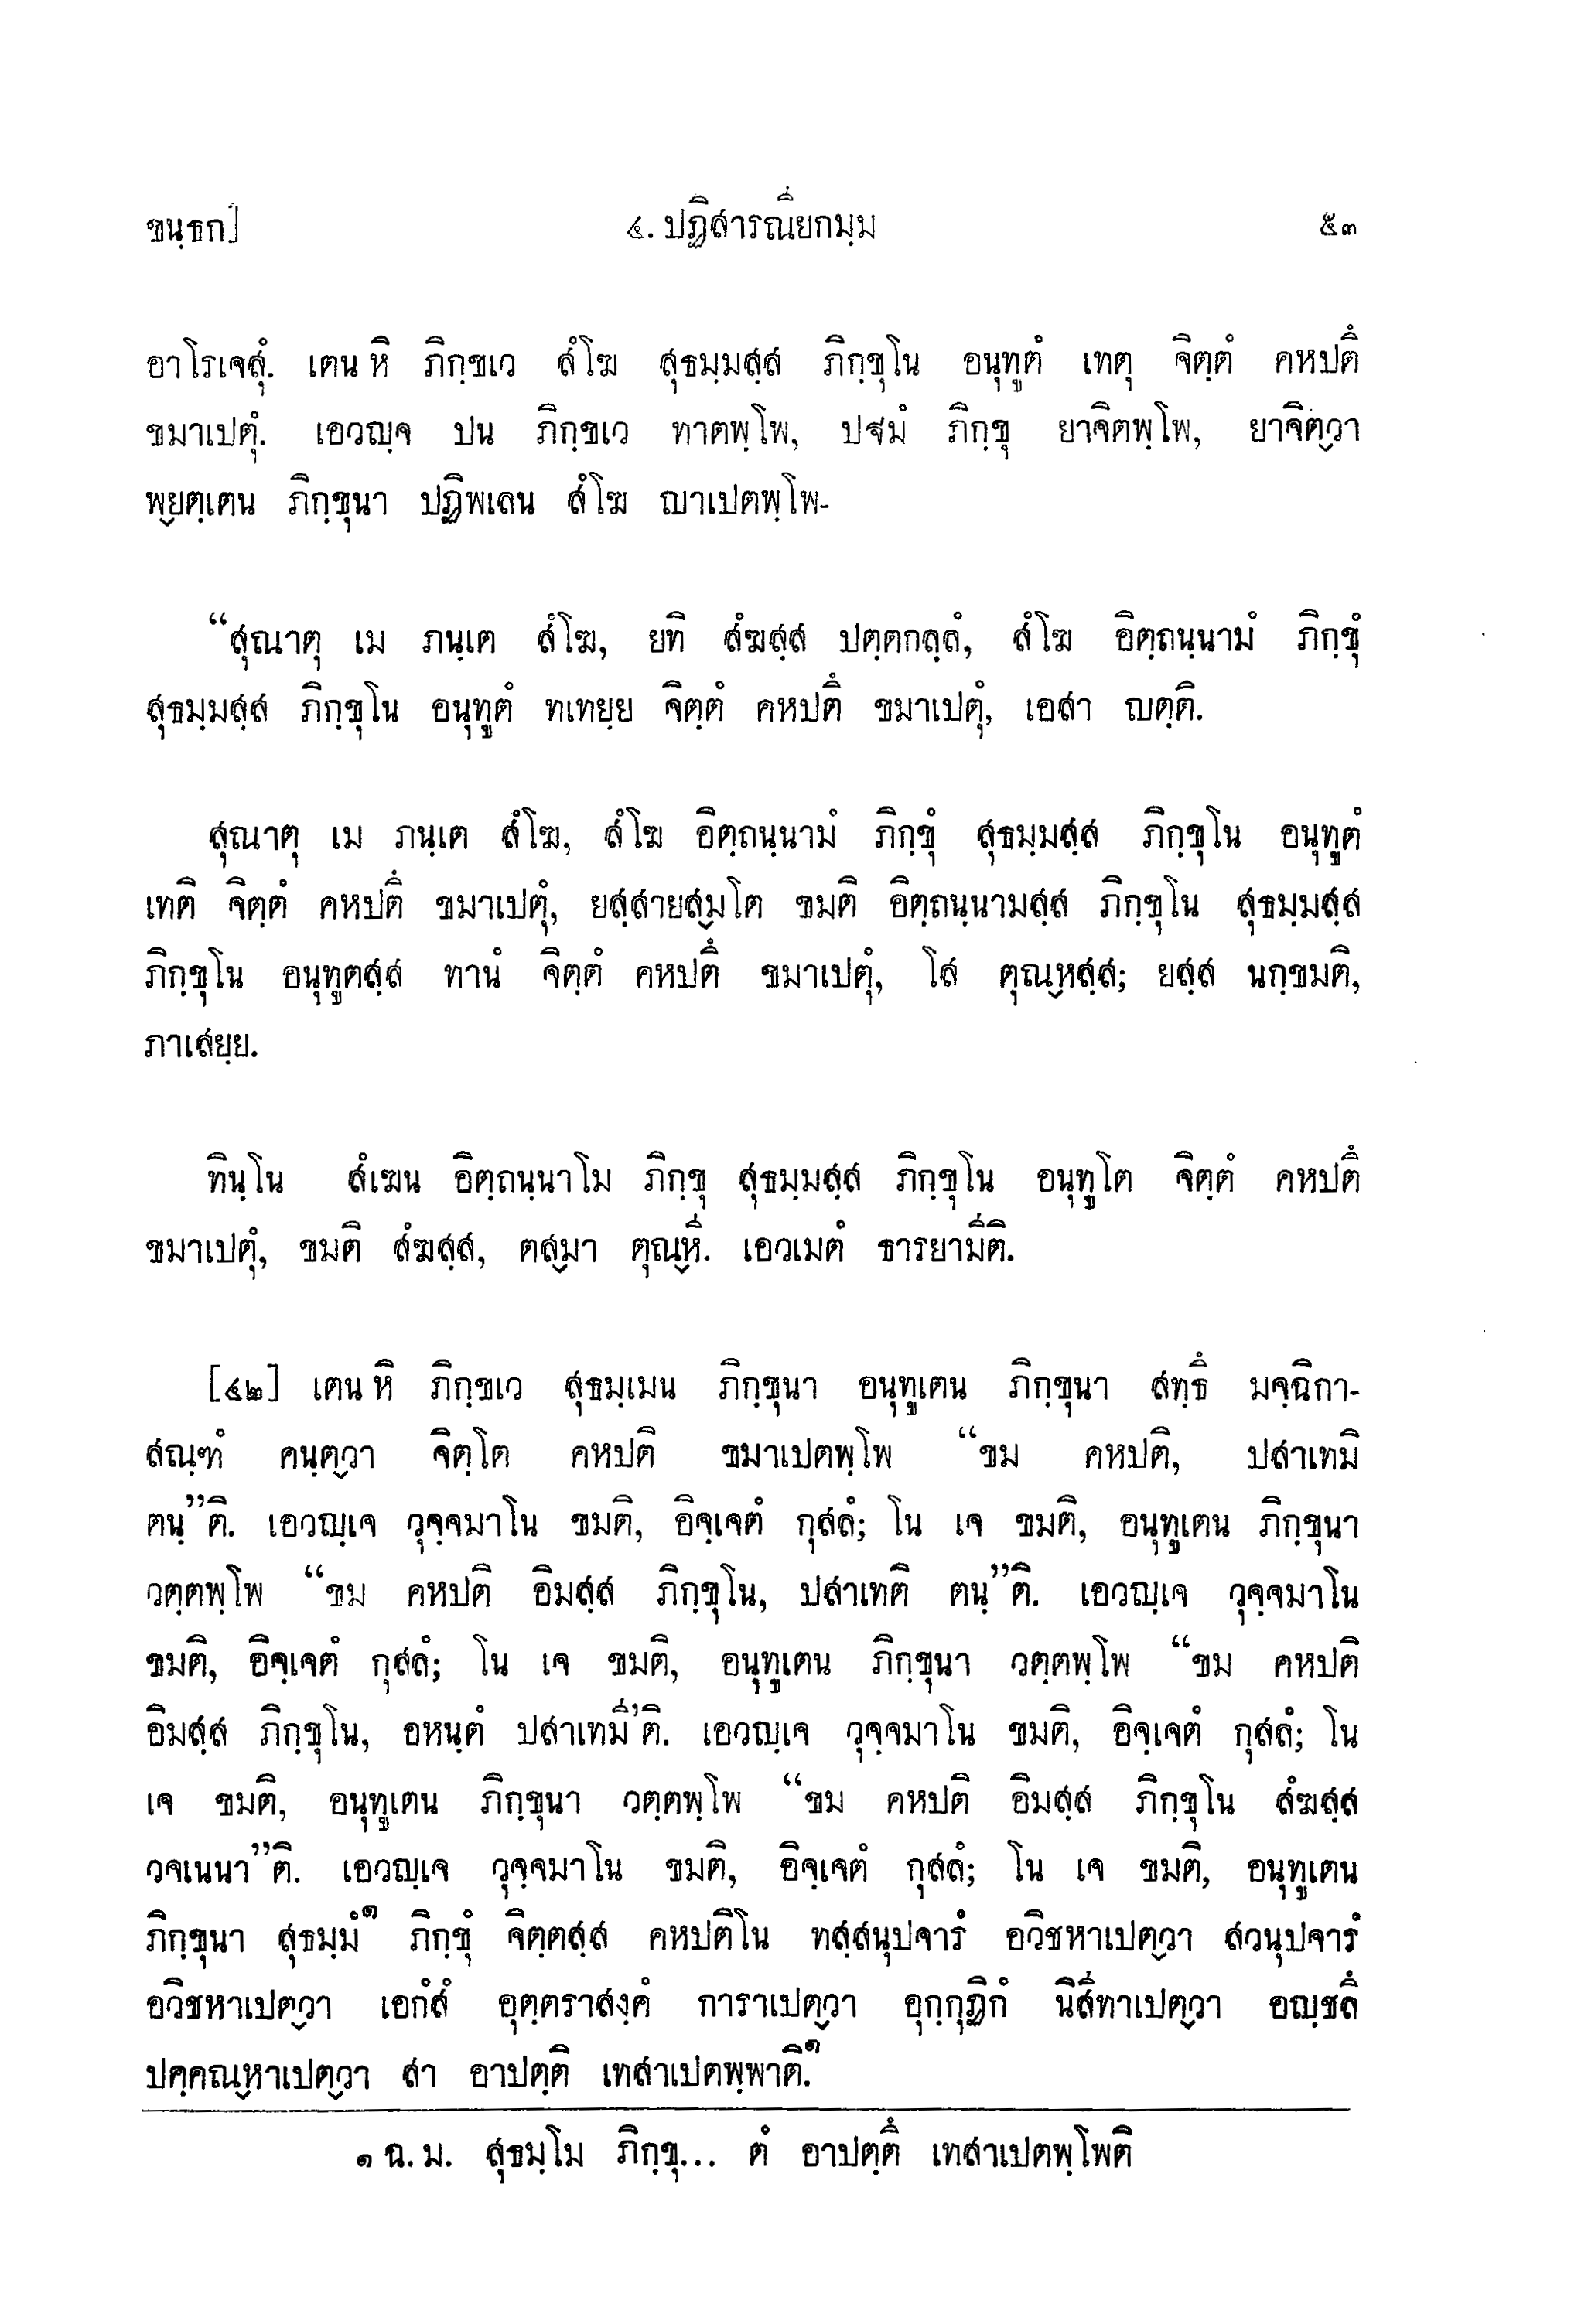 ขนฺธก]
๔. ปฏิสารณียกมฺม
๕๓
อาโรเจสุํ. เตน หิ ภิกฺขเว สํโฆ สุธมฺมสฺส ภิกฺขุโน อนุทูตํ เทตุ จิตฺตํ คหปตึ
ขมาเปตุํ. เอวญฺจ ปน ภิกฺขเว ทาตพฺโพ, ปฐมํ ภิกฺขุ ยาจิตพฺโพ, ยาจิตฺวา
พฺยตฺเตน ภิกฺขุนา ปฏิพเลน สํโฆ ญาเปตพฺโพ-
“สุณาตุ เม ภนฺเต สํโฆ, ยทิ สํฆสฺส ปตฺตกลฺลํ, สํโฆ อิตฺถนฺนามํ ภิกฺขุํ
สุธมฺมสฺส ภิกฺขุโน อนุทูตํ ทเทยฺย จิตฺตํ คหปตึ ขมาเปตุํ, เอสา ญตฺติ.
สุณาตุ เม ภนฺเต สํโฆ, สํโฆ อิตฺถนฺนามํ ภิกฺขุํ สุธมฺมสฺส ภิกฺขุโน อนุทูตํ
เทติ จิตฺตํ คหปตึ ขมาเปตุํ, ยสฺสายสฺมโต ขมติ อิตฺถนฺนามสฺส ภิกฺขุโน สุธมฺมสฺส
ภิกฺขุโน อนุทูตสฺส ทานํ จิตฺตํ คหปตึ ขมาเปตุํ, โส ตุณฺหสฺส; ยสฺส นกฺขมติ,
ภาเสยฺย.
ทินฺโน สํเฆน อิตฺถนฺนาโม ภิกฺขุ สุธมฺมสฺส ภิกฺขุโน อนุทูโต จิตฺตํ คหปตึ
ขมาเปตุํ, ขมติ สํฆสฺส, ตสฺมา ตุณฺหี. เอวเมตํ ธารยามีติ.
[๔๒] เตน หิ ภิกฺขเว สุธมฺเมน ภิกฺขุนา อนุทูเตน ภิกฺขุนา สทฺธึ มจฺฉิกา-
สณฺฑํ คนฺตฺวา จิตฺโต คหปติ ขมาเปตพฺโพ “ขม คหปติ, ปสาเทมิ
ตนฺ”ติ. เอวญฺเจ วุจฺจมาโน ขมติ, อิจฺเจตํ กุสลํ; โน เจ ขมติ, อนุทูเตน ภิกฺขุนา
วตฺตพฺโพ “ขม คหปติ อิมสฺส ภิกฺขุโน, ปสาเทติ ตนฺ”ติ. เอวญฺเจ วุจฺจมาโน
ขมติ, อิจฺเจตํ กุสลํ; โน เจ ขมติ, อนุทูเตน ภิกฺขุนา วตฺตพฺโพ “ขม คหปติ
อิมสฺส ภิกฺขุโน, อหนฺตํ ปสาเทมี’ติ. เอวญฺเจ วุจฺจมาโน ขมติ, อิจฺเจตํ กุสลํ; โน
เจ ขมติ, อนุทูเตน ภิกฺขุนา วตฺตพฺโพ “ขม คหปติ อิมสฺส ภิกฺขุโน สํฆสฺส
วจเนนา”ติ. เอวญฺเจ วุจฺจมาโน ขมติ, อิจฺเจตํ กุสลํ; โน เจ ขมติ, อนุทูเตน
ภิกฺขุนา สุธมฺมํ๑ ภิกฺขุํ จิตฺตสฺส คหปติโน ทสฺสนุปจารํ อวิชหาเปตฺวา สวนุปจารํ
อวิชหาเปตฺวา เอกํสํ อุตฺตราสงฺคํ การาเปตฺวา อุกฺกุฏิกํ นิสีทาเปตฺวา อญฺชลึ
ปคฺคณฺหาเปตฺวา สา อาปตฺติ เทสาเปตพฺพาติ.๑
๑ ฉ. ม. สุธมฺโม ภิกฺขุ... ตํ อาปตฺตึ เทสาเปตพฺโพติ